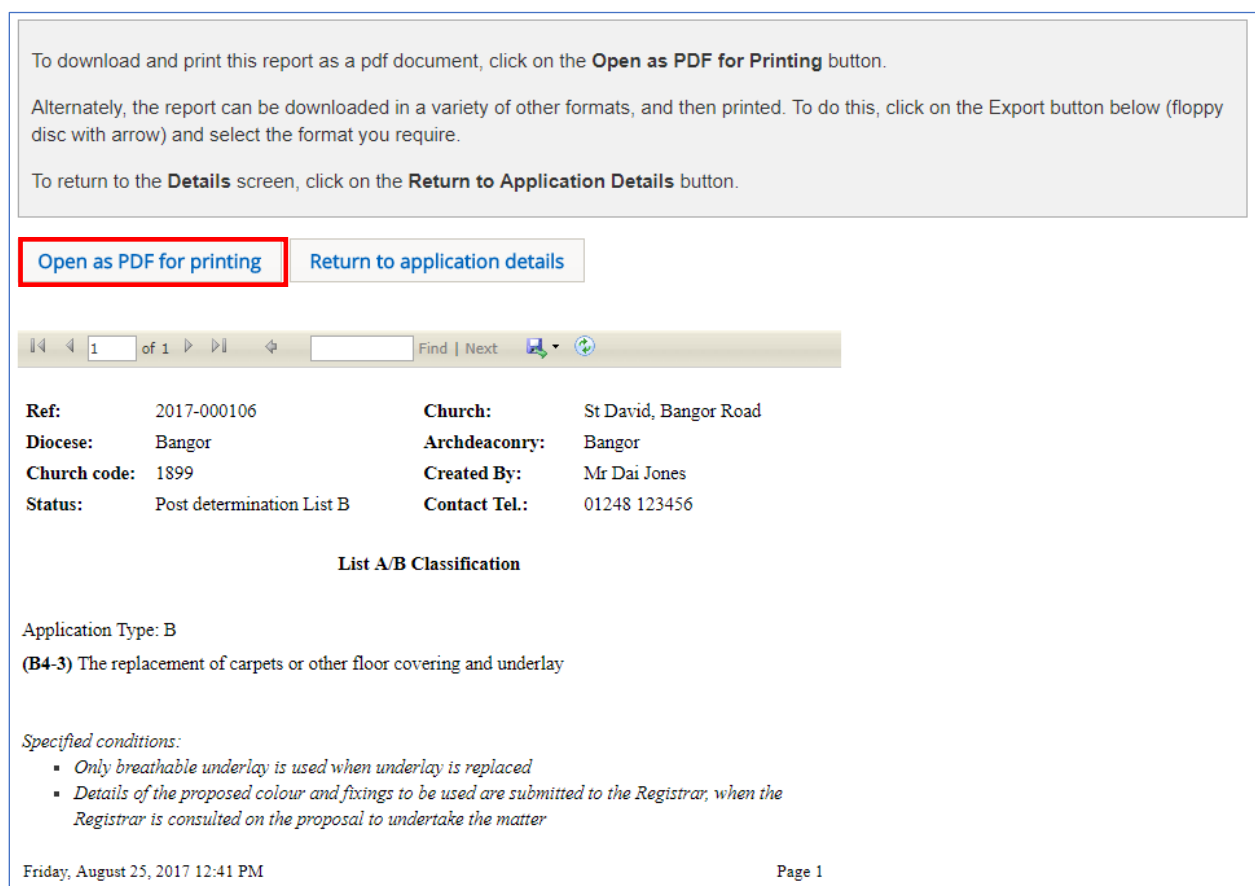 To download and print this report as a pdf document, click on the Open as PDF for Printing button.
Alternately, the report can be downloaded in a variety of other formats, and then printed. To do this, click on the Export button below (floppy
disc with arrow) and select the format you require.
To return to the Details screen, click on the Return to Application Details button.
Open as PDF for printing Return to application details
1 of 1 Find | Next
Ref: 2017-000106 Church: St David, Bangor Road
Diocese: Bangor Archdeaconry: Bangor
Church code: 1899 Created By: Mr Dai Jones
Status: Post determination List B Contact Tel.: 01248 123456
List A/B Classification
Application Type: B
(B4-3) The replacement of carpets or other floor covering and underlay
Specified conditions:
▪ Only breathable underlay is used when underlay is replaced
▪ Details of the proposed colour and fixings to be used are submitted to the Registrar, when the
Registrar is consulted on the proposal to undertake the matter
Friday, August 25, 2017 12:41 PM Page 1